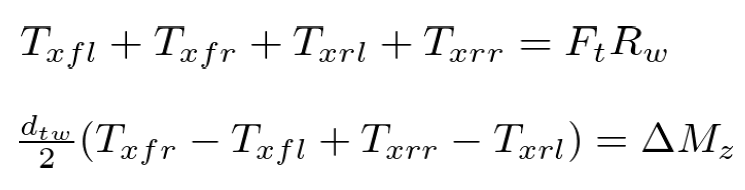 T_{xfl} + T_{xfr} + T_{xrl} + T_{xrr} = F_t R_w
\frac{d_{tw}}{2}(T_{xfr} - T_{xfl} + T_{xrr} - T_{xrl}) = \Delta M_z